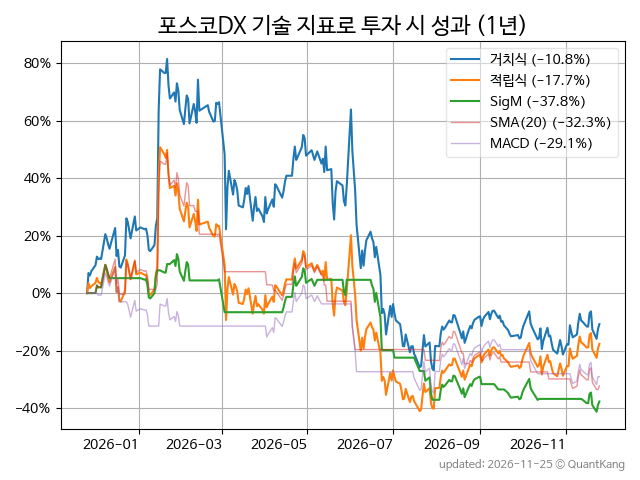 포스코DX 기술 지표로 투자 시 성과 (1년)
거치식 (−10.8%)
적립식 (−17.7%)
SigM (−37.8%)
SMA(20) (−32.3%)
MACD (−29.1%)
80%
60%
40%
20%
0%
−20%
−40%
2026-01
2026-03
2026-05
2026-07
2026-09
2026-11
updated: 2026-11-25 © QuantKang